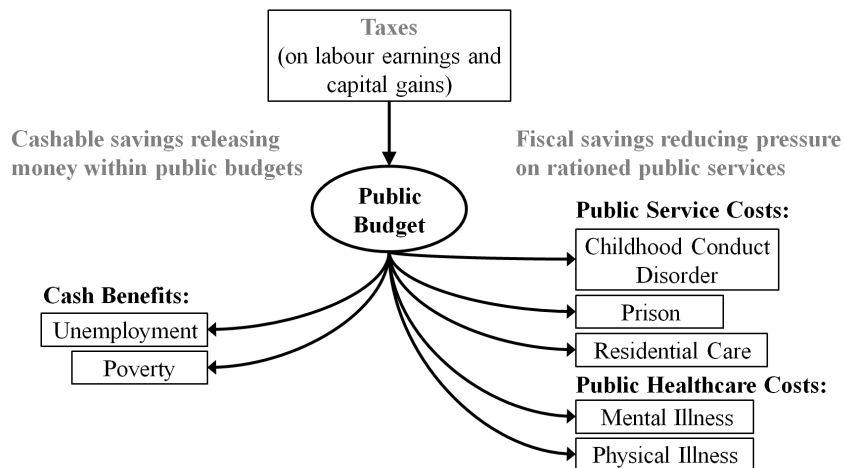 Taxes
(on labour earnings and
capital gains)
Cashable savings releasing
money within public budgets
Fiscal savings reducing pressure
on rationed public services
Public
Budget
Cash Benefits:
Unemployment
Poverty
Public Service Costs:
Childhood Conduct
Disorder
Prison
Residential Care
Public Healthcare Costs:
Mental Illness
Physical Illness